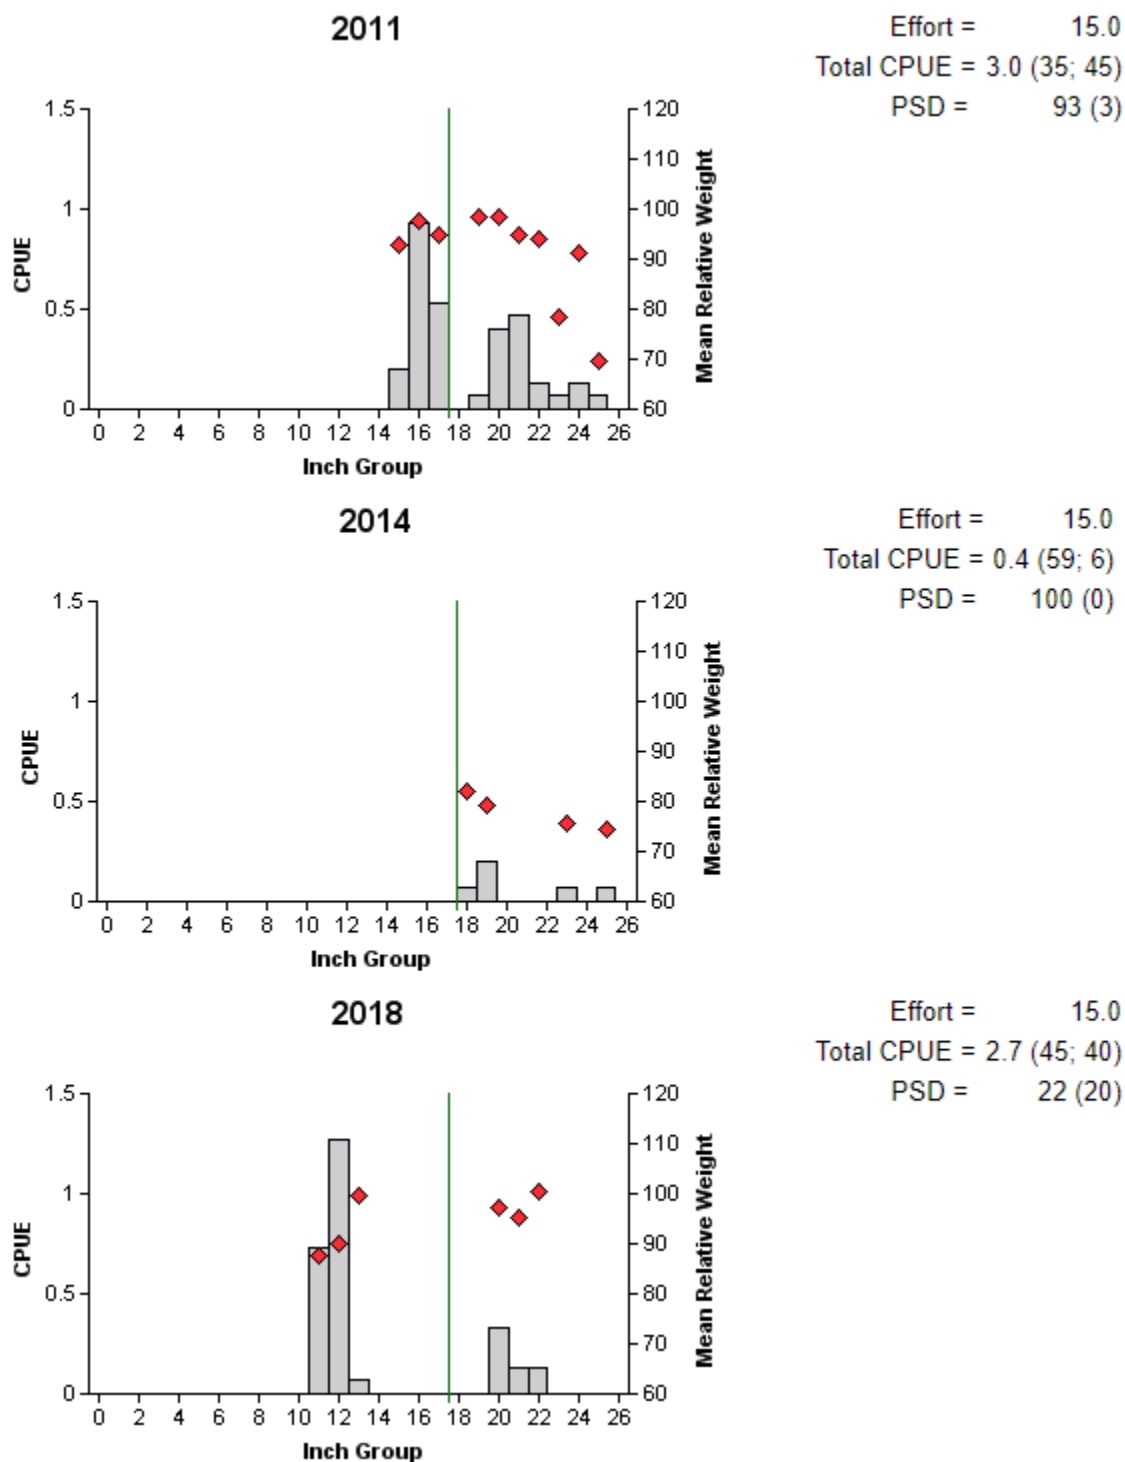 2011
Effort = 15.0
Total CPUE = 3.0 (35; 45)
PSD = 93 (3)
1.5
1
0.5
0
CPUE
120
110
100
90
80
70
60
Mean Relative Weight
0 2 4 6 8 10 12 14 16 18 20 22 24 26
Inch Group
2014
Effort = 15.0
Total CPUE = 0.4 (59; 6)
PSD = 100 (0)
1.5
1
0.5
0
CPUE
120
110
100
90
80
70
60
Mean Relative Weight
0 2 4 6 8 10 12 14 16 18 20 22 24 26
Inch Group
2018
Effort = 15.0
Total CPUE = 2.7 (45; 40)
PSD = 22 (20)
1.5
1
0.5
0
CPUE
120
110
100
90
80
70
60
Mean Relative Weight
0 2 4 6 8 10 12 14 16 18 20 22 24 26
Inch Group